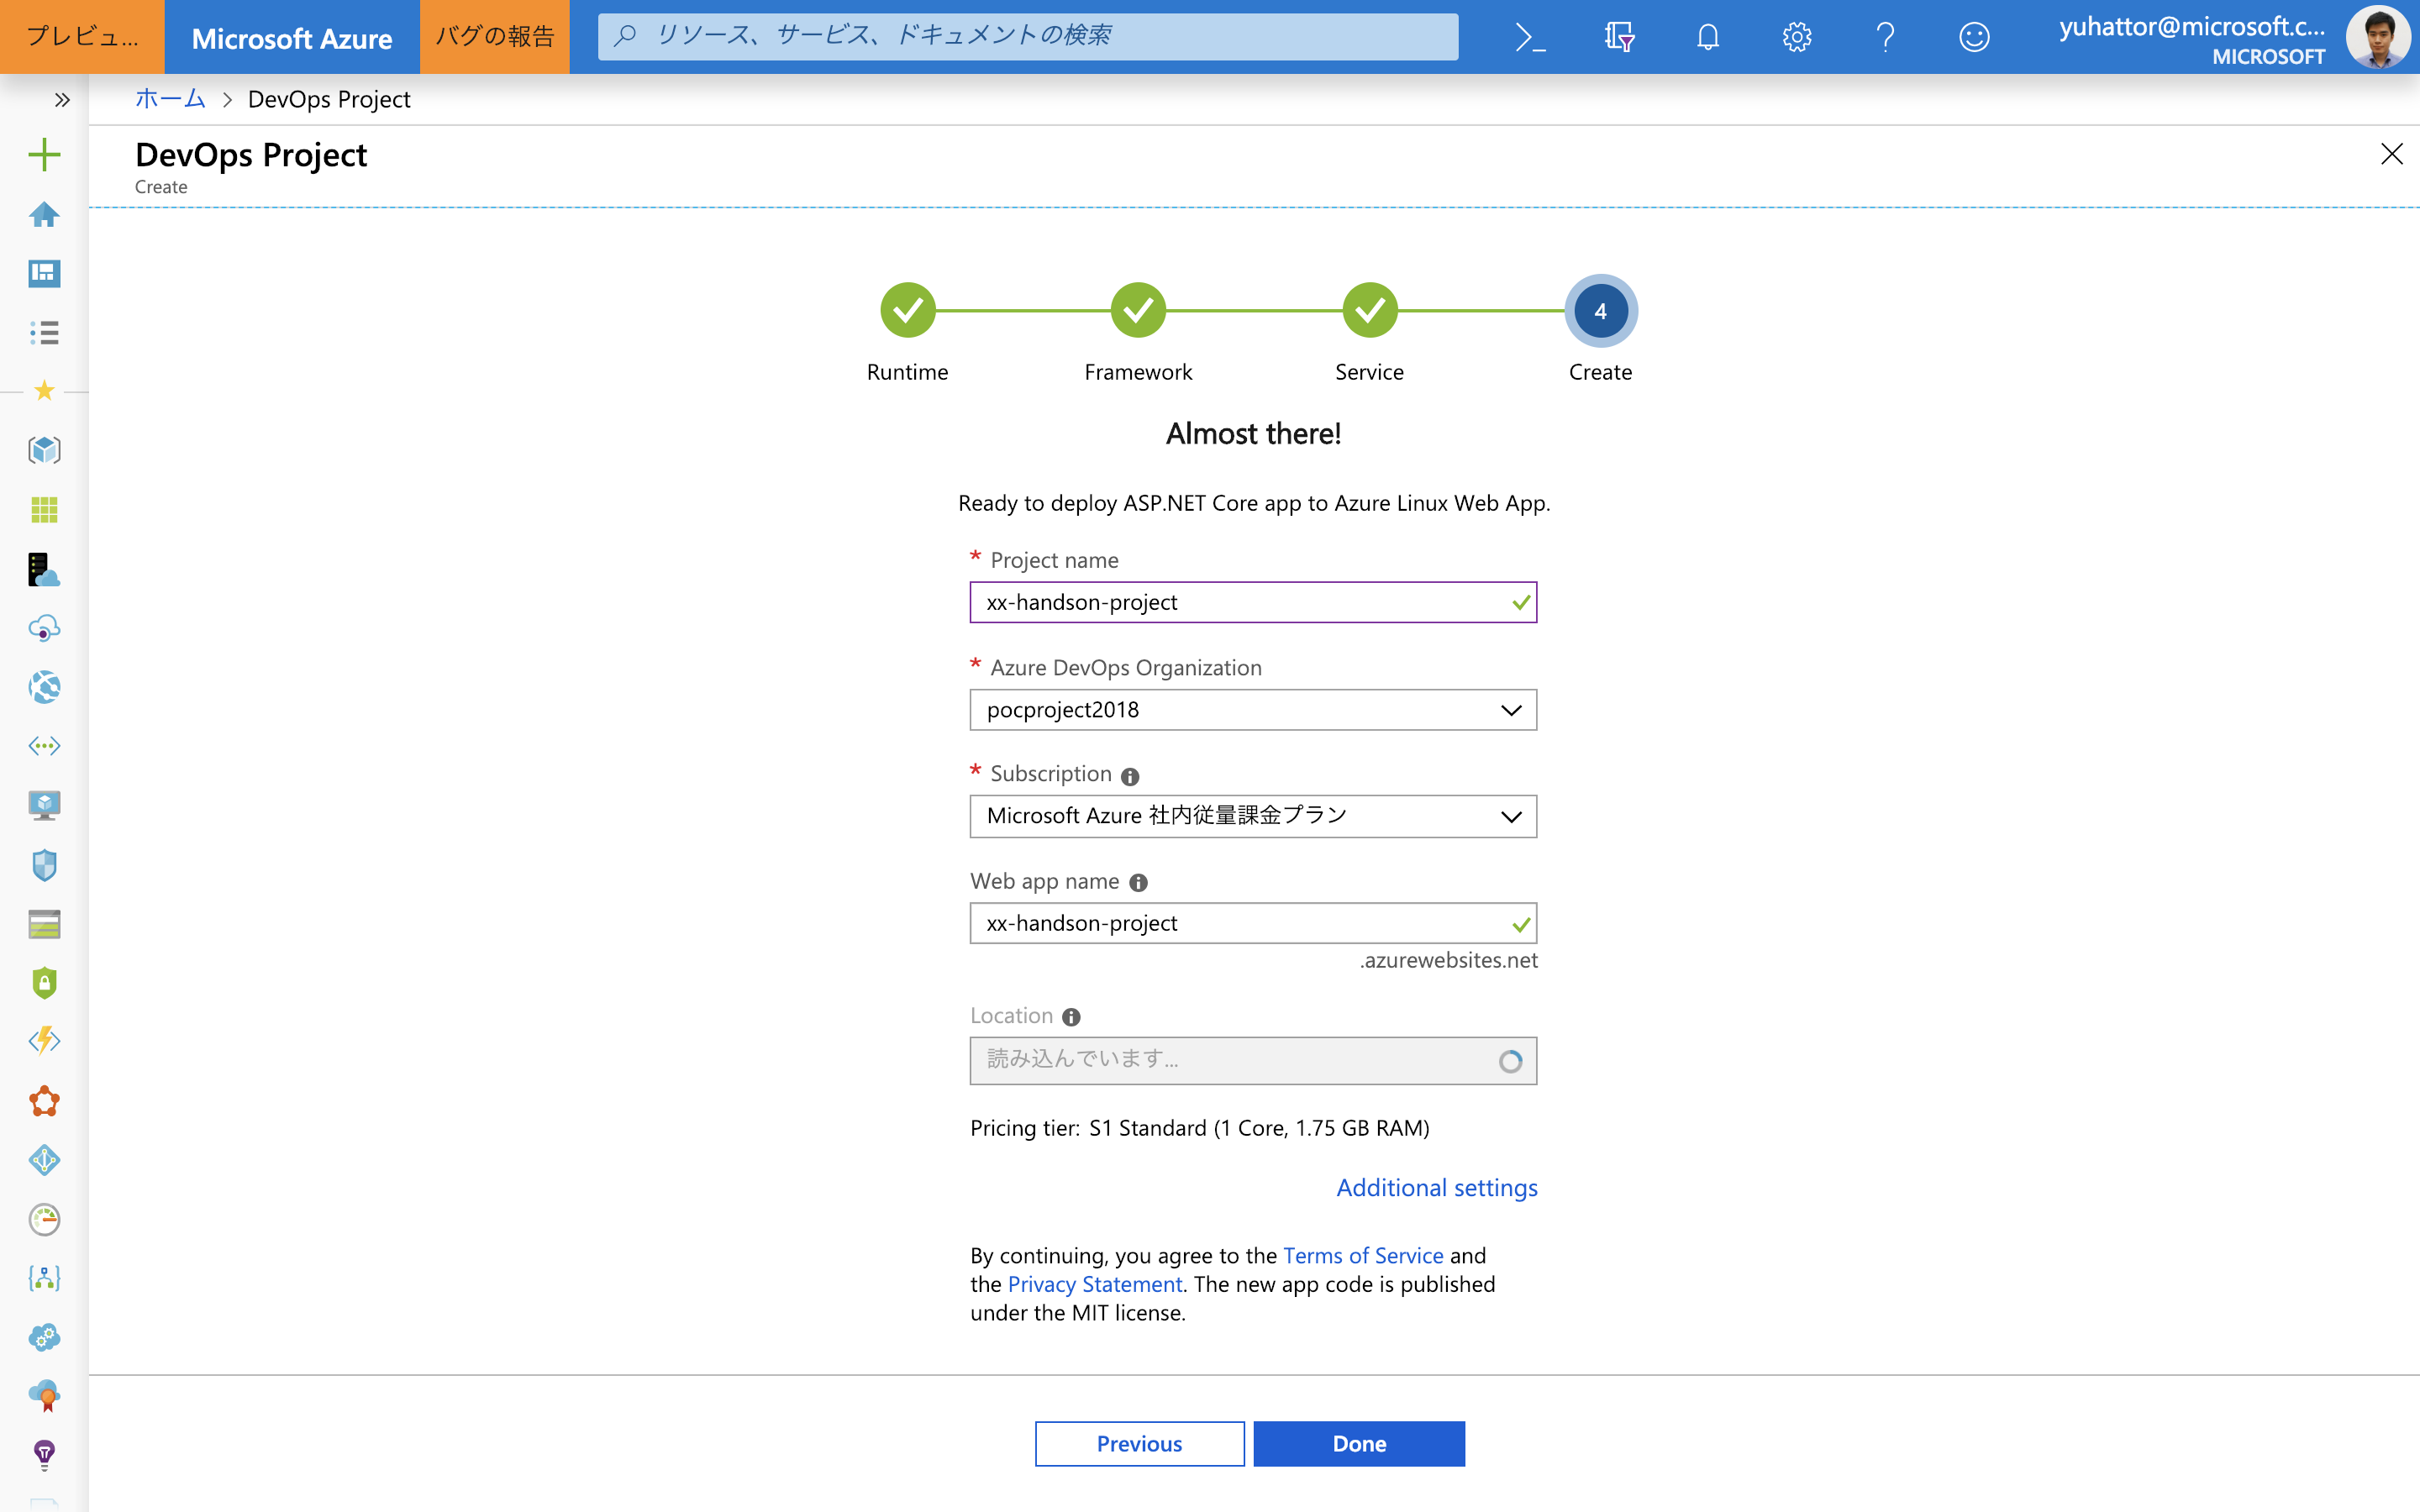 プレビュ...
Microsoft Azure
バグの報告
リソース、サービス、ドキュメントの検索
yuhattor@microsoft.c...
MICROSOFT
ホーム > DevOps Project
DevOps Project
Create
4
Runtime Framework Service Create
Almost there!
Ready to deploy ASP.NET Core app to Azure Linux Web App.
* Project name
xx-handson-project
* Azure DevOps Organization
pocproject2018
* Subscription
Microsoft Azure 社内従量課金プラン
Web app name
xx-handson-project
.azurewebsites.net
Location
読み込んでいます...
Pricing tier: S1 Standard (1 Core, 1.75 GB RAM)
Additional settings
By continuing, you agree to the Terms of Service and
the Privacy Statement. The new app code is published
under the MIT license.
Previous Done